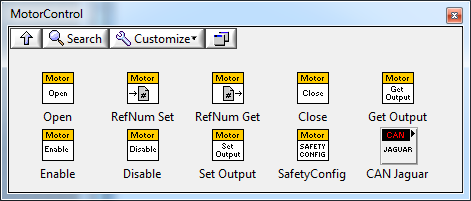 MotorControl
Search Customize
Motor Motor Motor Motor Motor
Open Close Get Output
Open RefNum Set RefNum Get Close Get Output
Motor Motor Motor Motor CAN
Enable Disable Set Output SAFETY CONFIG JAGUAR
Enable Disable Set Output SafetyConfig CAN Jaguar